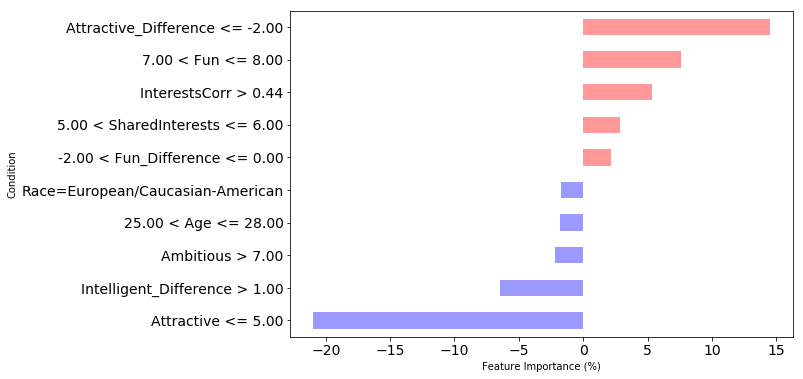 Attractive_Difference <= -2.00
7.00 < Fun <= 8.00
InterestsCorr > 0.44
5.00 < SharedInterests <= 6.00
-2.00 < Fun_Difference <= 0.00
Race=European/Caucasian-American
25.00 < Age <= 28.00
Ambitious > 7.00
Intelligent_Difference > 1.00
Attractive <= 5.00
Condition
−20 −15 −10 −5 0 5 10 15
Feature Importance (%)